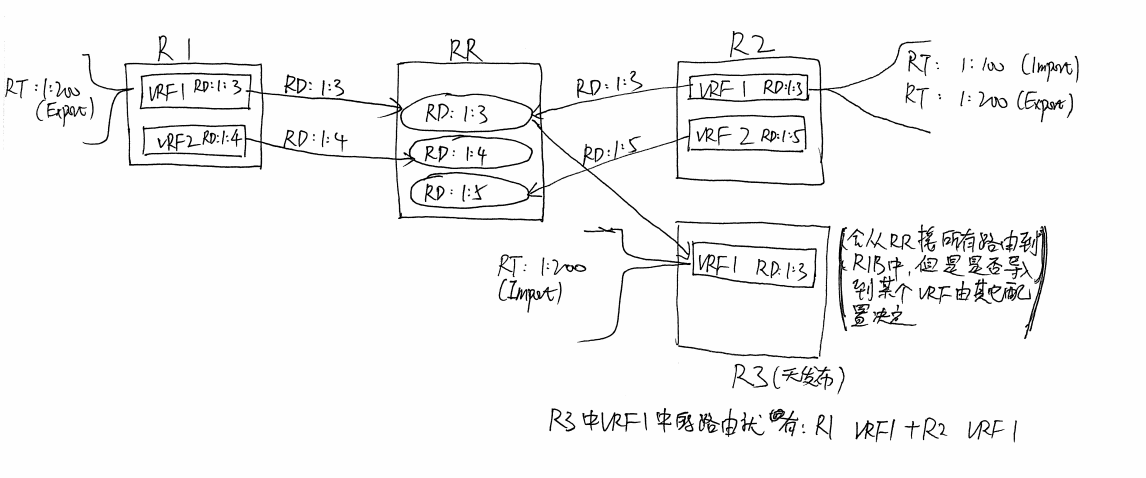 R1
RR
R2
RT:1:200
(Export)
VRF1 RD:1:3
VRF2 RD:1:4
RD:1:3
RD:1:4
RD:1:3
RD:1:4
RD:1:5
RD:1:3
RD:1:5
VRF1 RD:1:3
VRF2 RD:1:5
RT: 1:100 (Import)
RT: 1:200 (Export)
RT: 1:200
(Import)
VRF1 RD:1:3
(会从RR接所有路由到
RIB中,但是是否导入
到某个VRF由其它配
置决定)
R3(无发布)
R3中VRF1中的路由 有: R1 VRF1+R2 VRF1